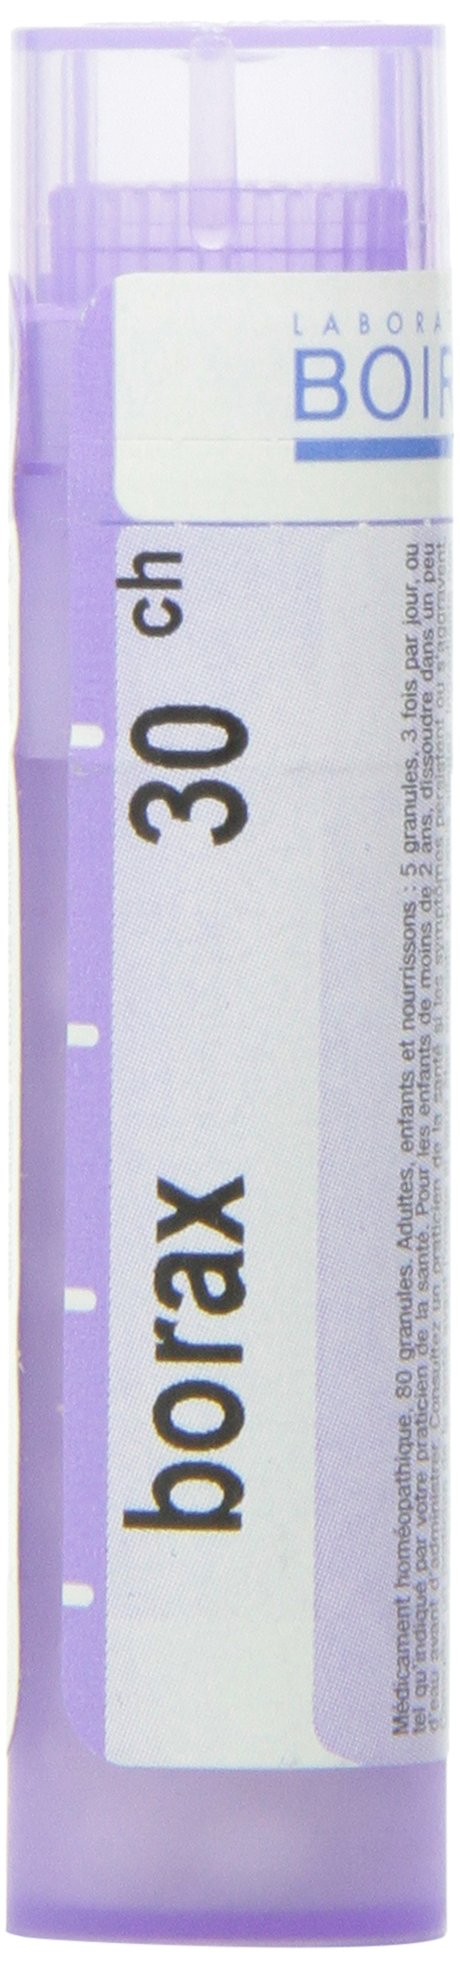 LABORA
BOIR
borax 30 ch
Médicament homéopathique. 80 granules. Adultes, enfants et nourrissons : 5 granules, 3 fois par jour, ou
tel qu'indiqué par votre praticien de la santé. Pour les enfants de moins de 2 ans, dissoudre dans un peu
d'eau avant d'administrer. Consultez un praticien de la santé si les symptômes persistent ou s'aggravent